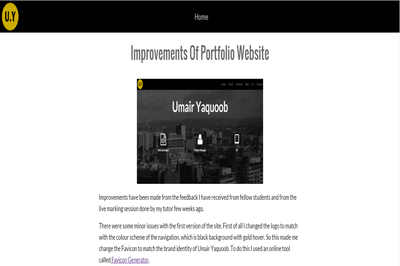 U.Y
Home
Improvements Of Portfolio Website
Umair Yaquoob
Improvements have been made from the feedback I have received from fellow students and from the
live marking session done by my tutor few weeks ago.
There were some minor issues with the first version of the site. First of all I changed the logo to match
with the colour scheme of the navigation, which is black background with gold hover. So this made me
change the Favicon to match the brand identity of Umair Yaquoob. To do this I used an online tool
called Favicon Generator.